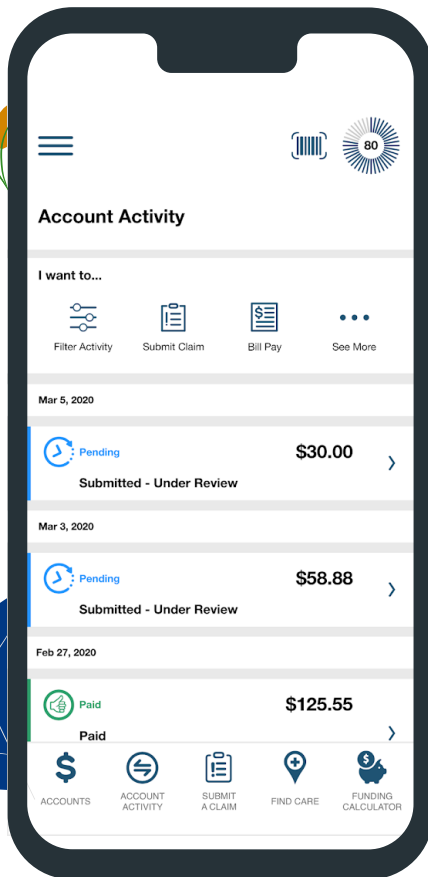 80
Account Activity
I want to...
Filter Activity
Submit Claim
Bill Pay
See More
Mar 5, 2020
Pending $30.00
Submitted - Under Review
Mar 3, 2020
Pending $58.88
Submitted - Under Review
Feb 27, 2020
Paid $125.55
Paid
ACCOUNTS
ACCOUNT
ACTIVITY
SUBMIT
A CLAIM
FIND CARE
FUNDING
CALCULATOR